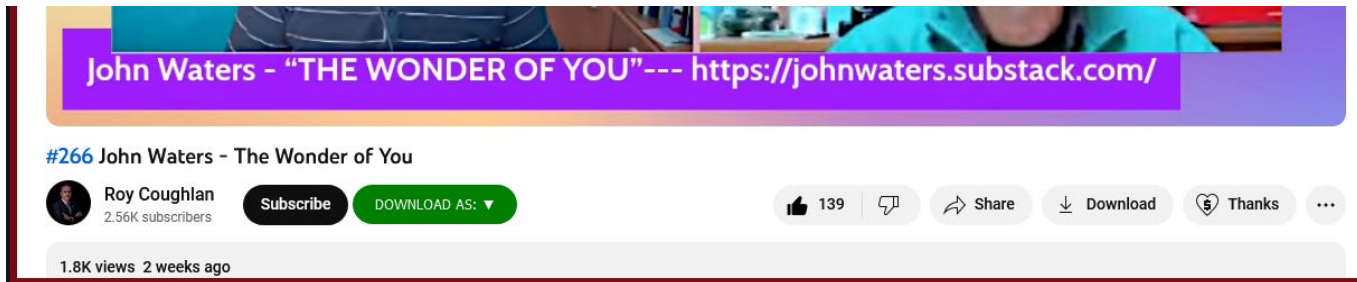 John Waters - “THE WONDER OF YOU”--- https://johnwaters.substack.com/
#266 John Waters - The Wonder of You
Roy Coughlan
2.56K subscribers
Subscribe
DOWNLOAD AS: ▼
139
Share
Download
Thanks
1.8K views 2 weeks ago